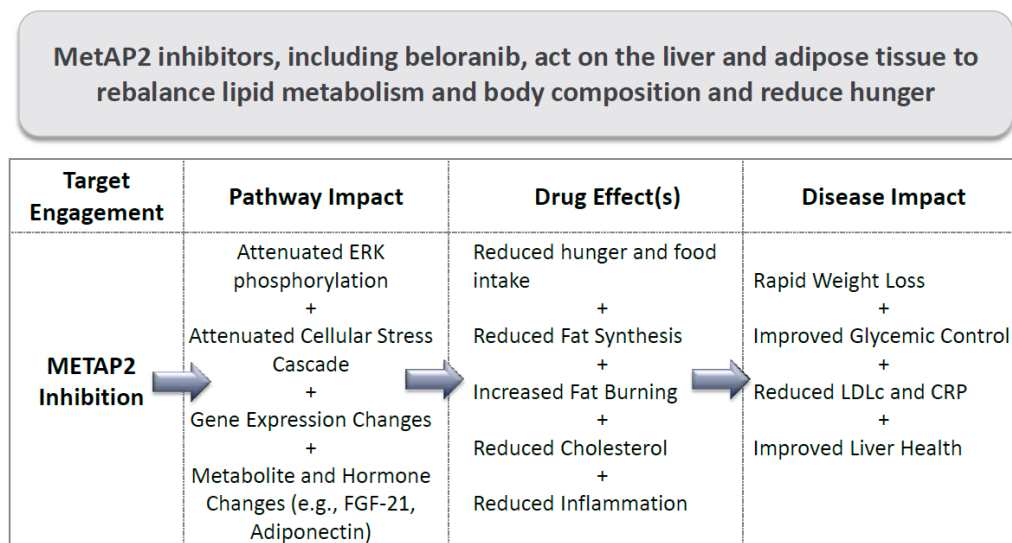 MetAP2 inhibitors, including beloranib, act on the liver and adipose tissue to
rebalance lipid metabolism and body composition and reduce hunger
Target
Engagement
Pathway Impact
Drug Effect(s)
Disease Impact
METAP2
Inhibition
Attenuated ERK
phosphorylation
+
Attenuated Cellular Stress
Cascade
+
Gene Expression Changes
+
Metabolite and Hormone
Changes (e.g., FGF-21,
Adiponectin)
Reduced hunger and food
intake
+
Reduced Fat Synthesis
+
Increased Fat Burning
+
Reduced Cholesterol
+
Reduced Inflammation
Rapid Weight Loss
+
Improved Glycemic Control
+
Reduced LDLc and CRP
+
Improved Liver Health